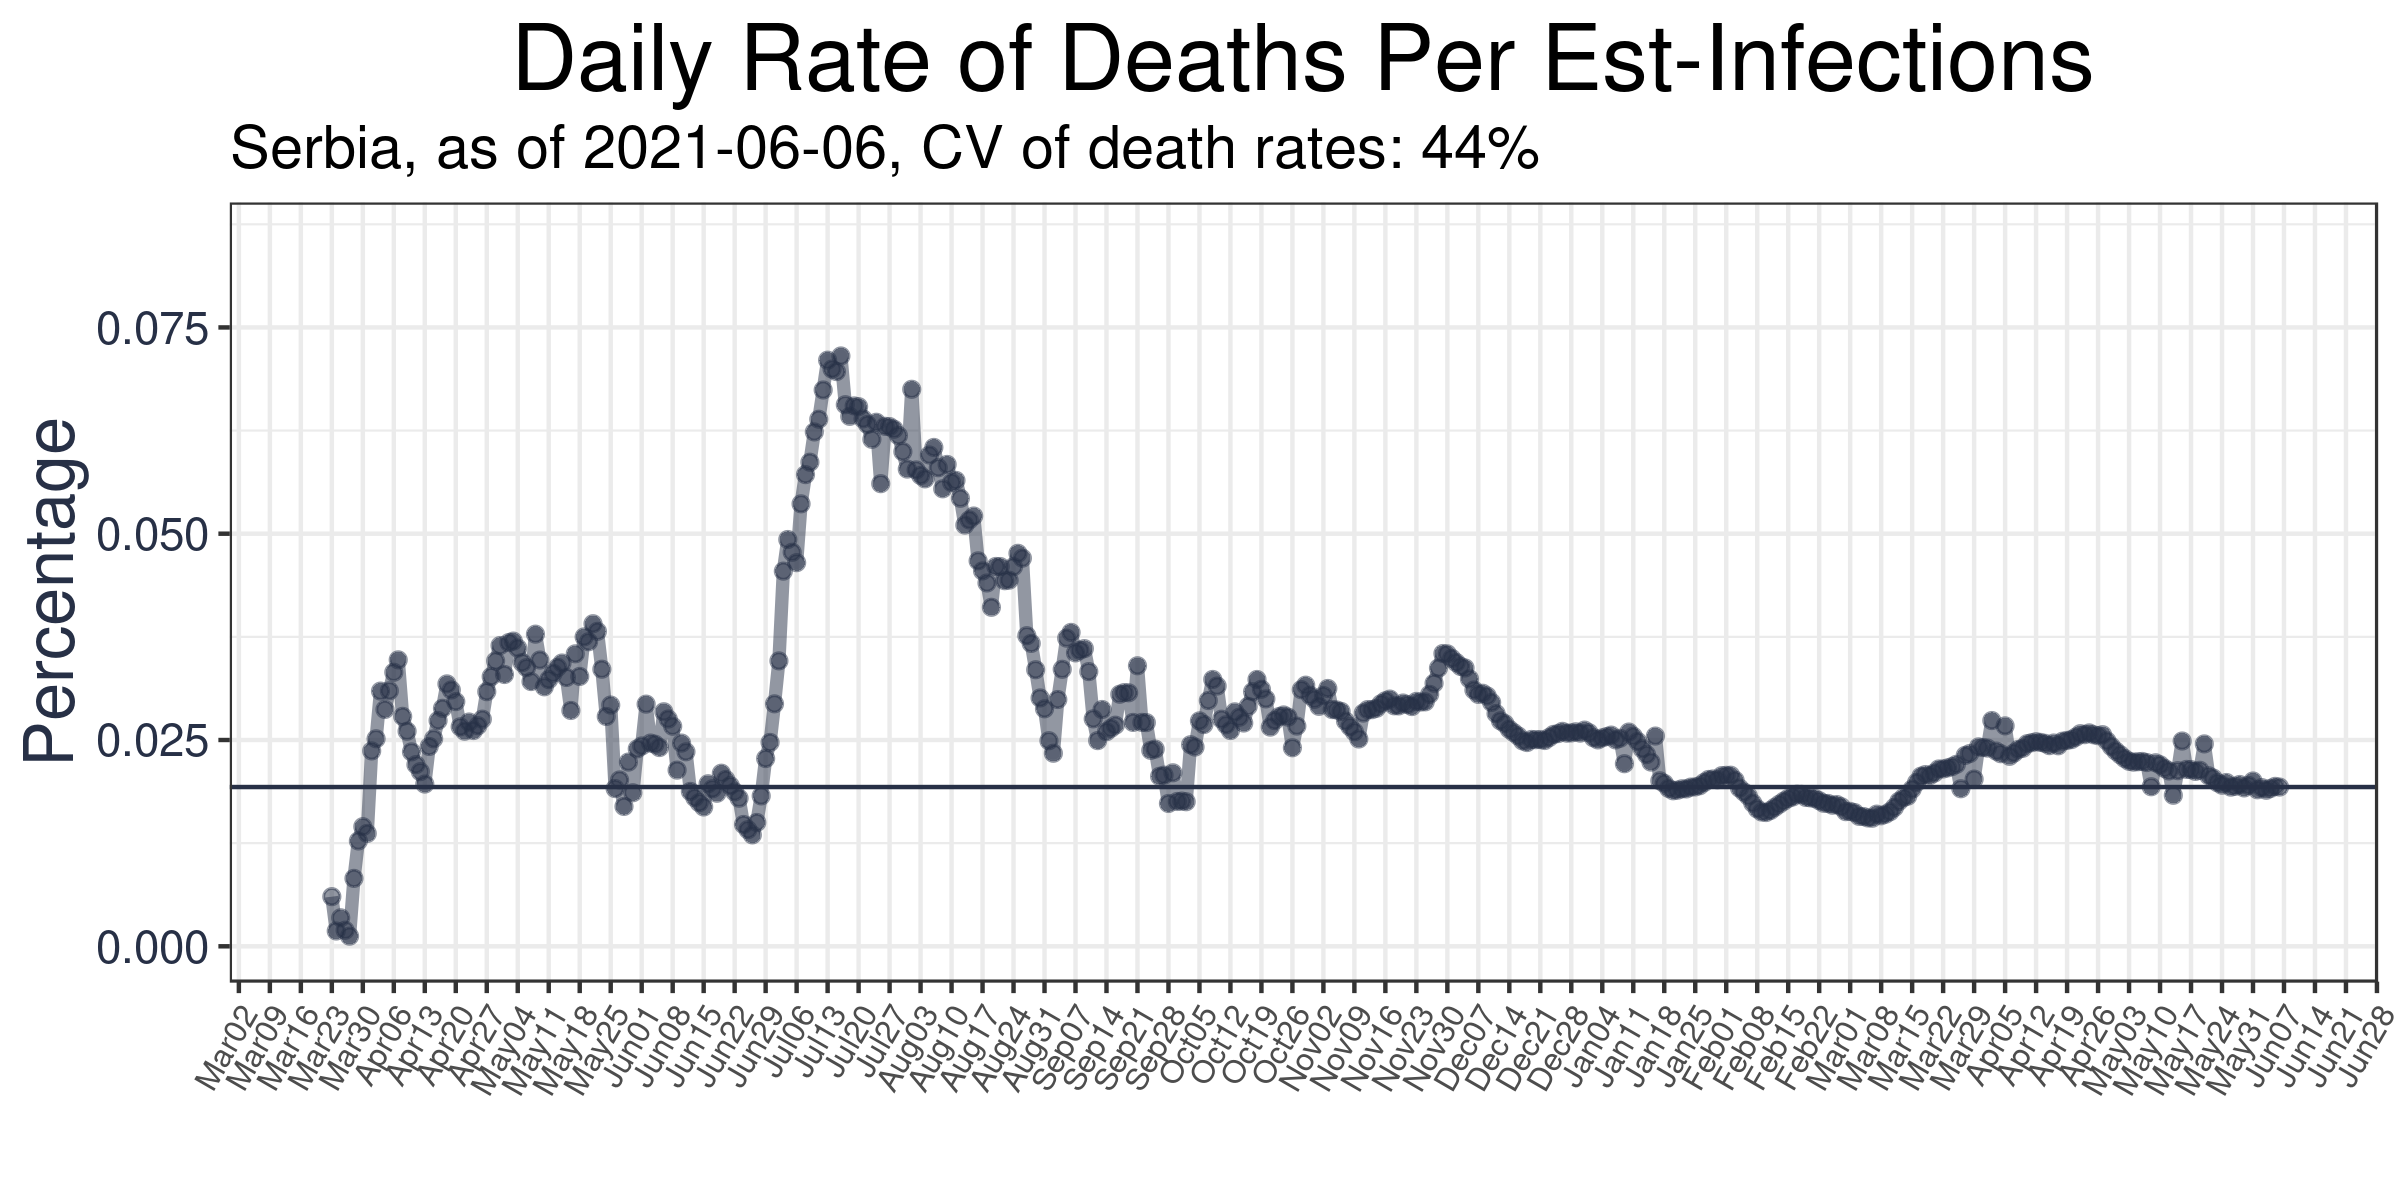 Daily Rate of Deaths Per Est-Infections
Serbia, as of 2021-06-06, CV of death rates: 44%
Percentage
0.075
0.050
0.025
0.000
Mar02
Mar09
Mar16
Mar23
Mar30
Apr06
Apr13
Apr20
Apr27
May04
May11
May18
May25
Jun01
Jun08
Jun15
Jun22
Jun29
Jul06
Jul13
Jul20
Jul27
Aug03
Aug10
Aug17
Aug24
Aug31
Sep07
Sep14
Sep21
Sep28
Oct05
Oct12
Oct19
Oct26
Nov02
Nov09
Nov16
Nov23
Nov30
Dec07
Dec14
Dec21
Dec28
Jan04
Jan11
Jan18
Jan25
Feb01
Feb08
Feb15
Feb22
Mar01
Mar08
Mar15
Mar22
Mar29
Apr05
Apr12
Apr19
Apr26
May03
May10
May17
May24
May31
Jun07
Jun14
Jun21
Jun28